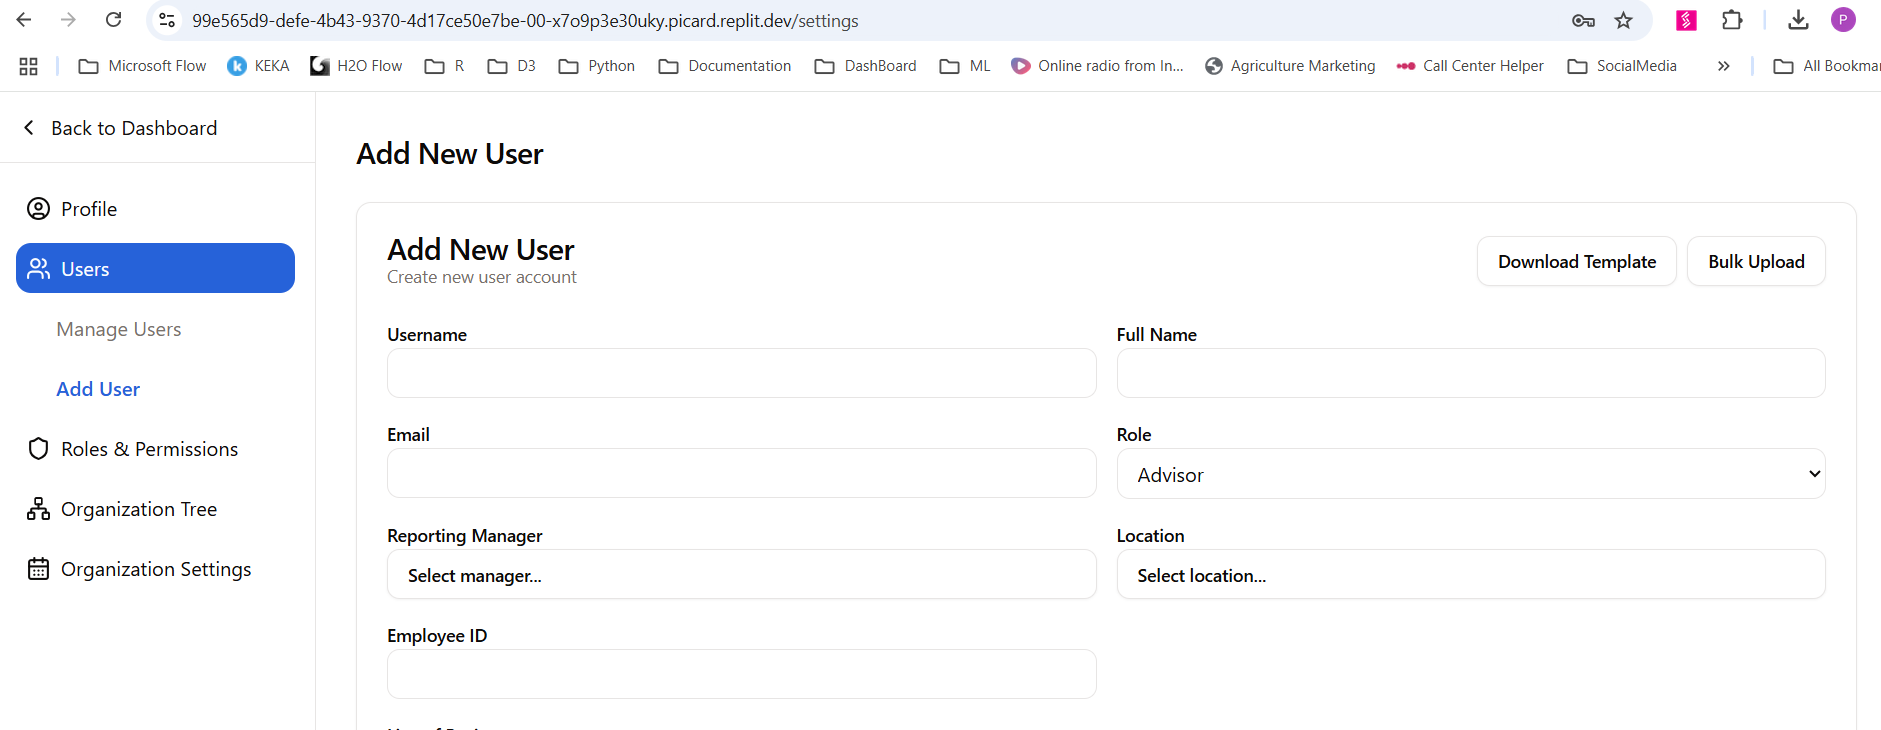 99e565d9-defe-4b43-9370-4d17ce50e7be-00-x7o9p3e30uky.picard.replit.dev/settings
P
Microsoft Flow KEKA H2O Flow R D3 Python Documentation DashBoard ML Online radio from In... Agriculture Marketing Call Center Helper SocialMedia » All Bookmar
Back to Dashboard
Profile
Users
Manage Users
Add User
Roles & Permissions
Organization Tree
Organization Settings
Add New User
Add New User
Create new user account
Download Template Bulk Upload
Username Full Name
Email Role
Advisor
Reporting Manager Location
Select manager... Select location...
Employee ID